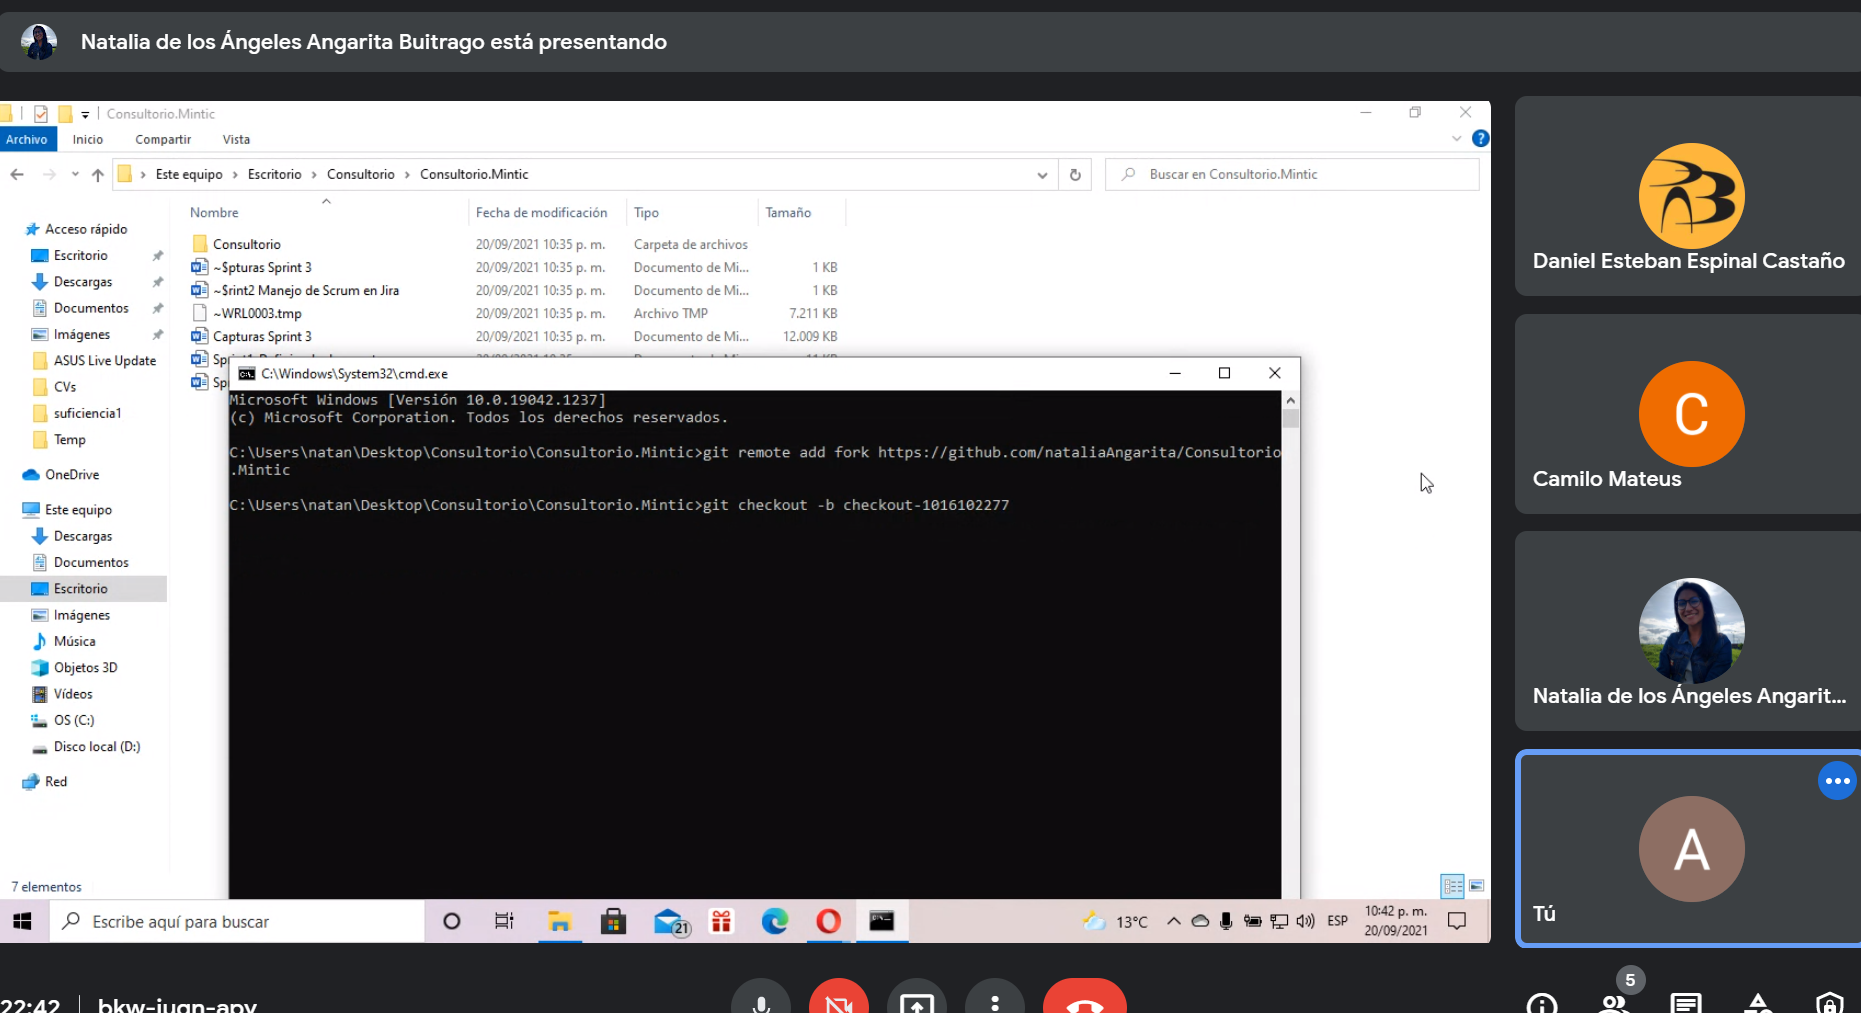 Natalia de los Ángeles Angarita Buitrago está presentando
Consultorio.Mintic
Archivo Inicio Compartir Vista
Este equipo › Escritorio › Consultorio › Consultorio.Mintic
Buscar en Consultorio.Mintic
Nombre Fecha de modificación Tipo Tamaño
Consultorio 20/09/2021 10:35 p. m. Carpeta de archivos
~$pturas Sprint 3 20/09/2021 10:35 p. m. Documento de Mi... 1 KB
~$rint2 Manejo de Scrum en Jira 20/09/2021 10:35 p. m. Documento de Mi... 1 KB
~WRL0003.tmp 20/09/2021 10:35 p. m. Archivo TMP 7.211 KB
Capturas Sprint 3 20/09/2021 10:35 p. m. Documento de Mi... 12.009 KB
Acceso rápido
Escritorio
Descargas
Documentos
Imágenes
ASUS Live Update
CVs
suficiencia1
Temp
OneDrive
Este equipo
Descargas
Documentos
Escritorio
Imágenes
Música
Objetos 3D
Vídeos
OS (C:)
Disco local (D:)
Red
7 elementos
C:\Windows\System32\cmd.exe
Microsoft Windows [Versión 10.0.19042.1237]
(c) Microsoft Corporation. Todos los derechos reservados.
C:\Users\natan\Desktop\Consultorio\Consultorio.Mintic>git remote add fork https://github.com/nataliaAngarita/Consultorio
.Mintic
C:\Users\natan\Desktop\Consultorio\Consultorio.Mintic>git checkout -b checkout-1016102277
Escribe aquí para buscar
21
13°C
ESP
10:42 p. m.
20/09/2021
Daniel Esteban Espinal Castaño
C
Camilo Mateus
Natalia de los Ángeles Angarit...
A
Tú
5
22:42 | bkw-iuqn-apv